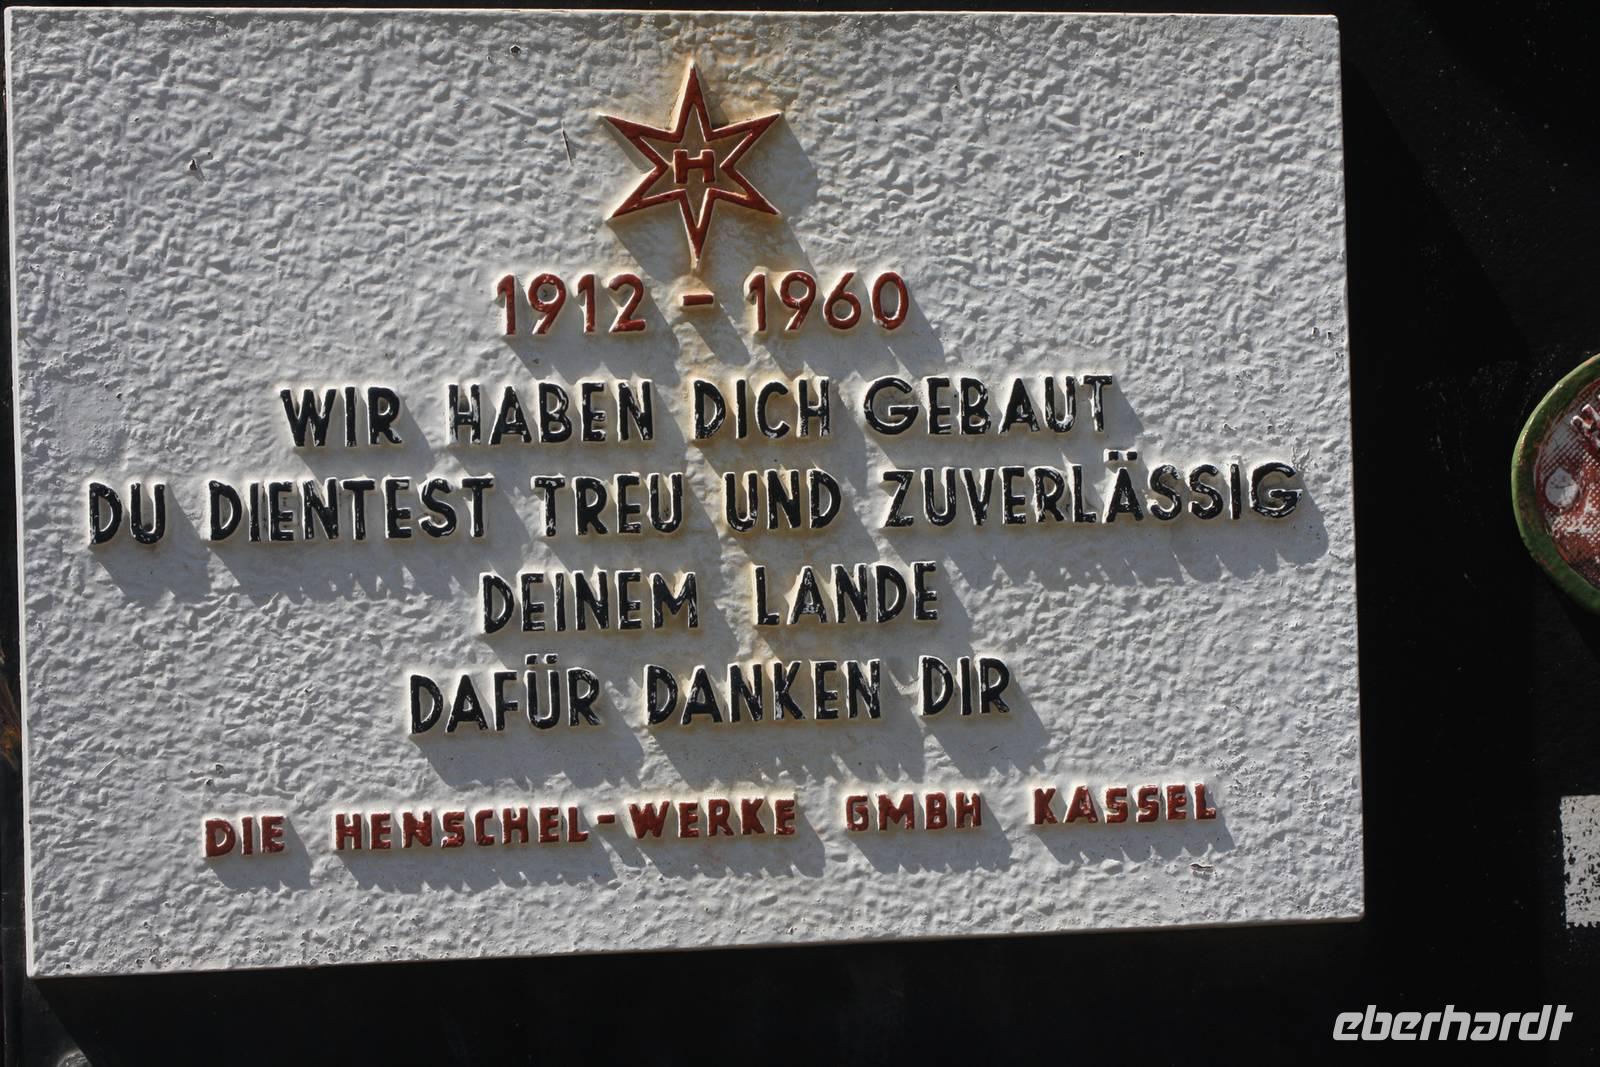 H
1912 - 1960
WIR HABEN DICH GEBAUT
DU DIENTEST TREU UND ZUVERLÄSSIG
DEINEM LANDE
DAFÜR DANKEN DIR
DIE HENSCHEL-WERKE GMBH KASSEL
eberhardt